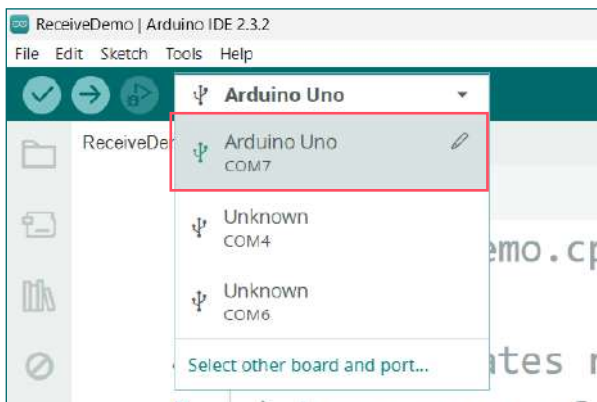 ReceiveDemo | Arduino IDE 2.3.2
File Edit Sketch Tools Help
Arduino Uno
ReceiveDe
Arduino Uno
COM7
Unknown
COM4
emo.cp
Unknown
COM6
Select other board and port...
ates r